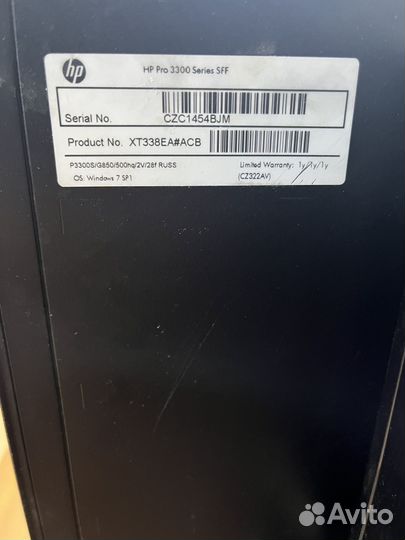 hp
HP Pro 3300 Series SFF
Serial No. CZC1454BJM
Product No. XT338EA#ACB
P3300S/G850/500hq/2V/28f RUSS
Limited Warranty: 1y/1y/1y
OS: Windows 7 SP1
(CZ322AV)
Avito